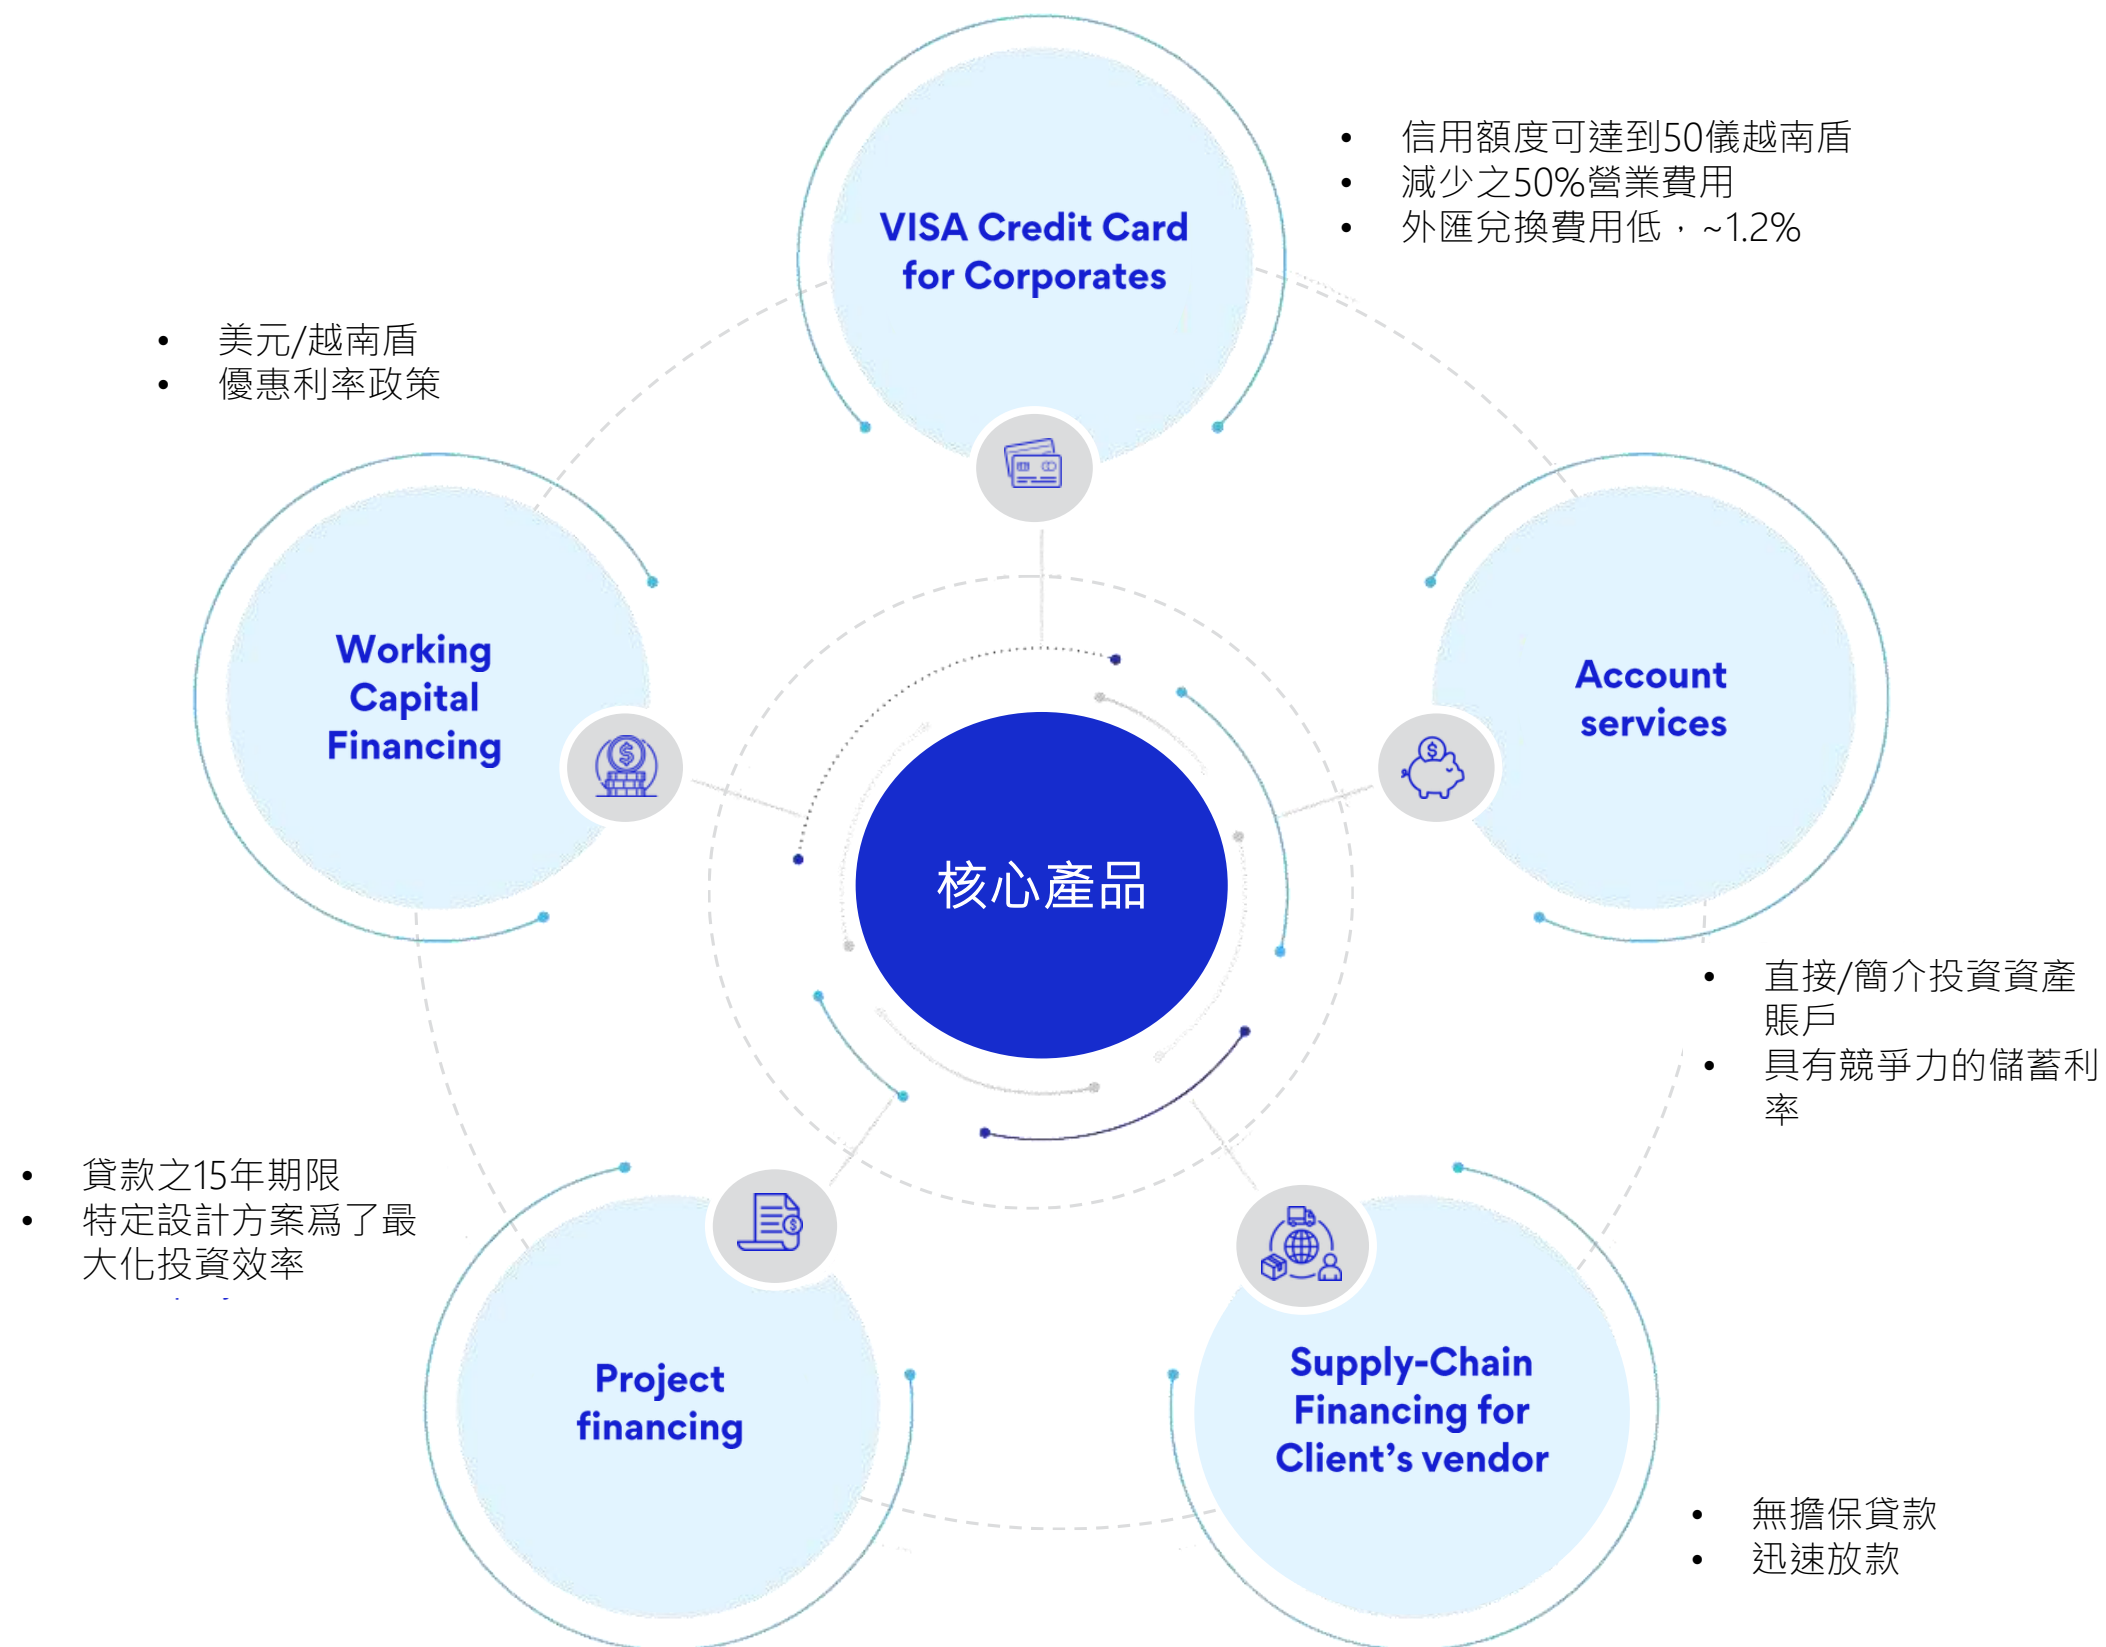 • 信用額度可達到50儀越南盾
• 減少之50%營業費用
• 外匯兌換費用低，~1.2%
VISA Credit Card
for Corporates
• 美元/越南盾
• 優惠利率政策
Working
Capital
Financing
Account
services
核心產品
• 直接/簡介投資資產
賬戶
• 具有競爭力的儲蓄利
率
• 貸款之15年期限
• 特定設計方案爲了最
大化投資效率
Project
financing
Supply-Chain
Financing for
Client’s vendor
• 無擔保貸款
• 迅速放款